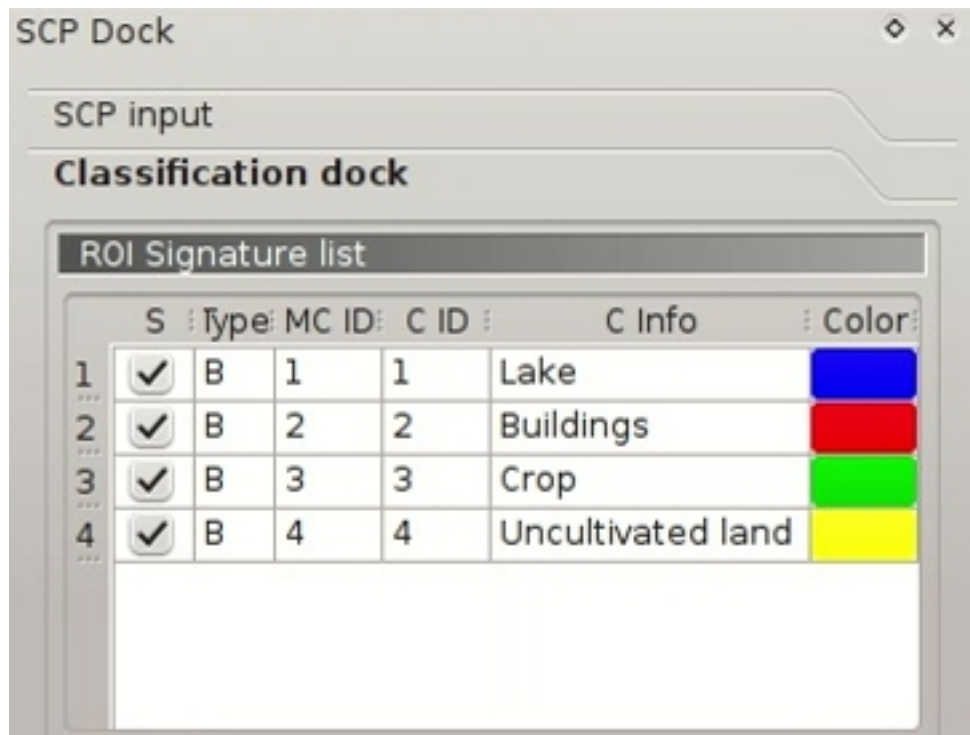 SCP Dock
SCP input
Classification dock
ROI Signature list
S Type MC ID C ID C Info Color
1 B 1 1 Lake
2 B 2 2 Buildings
3 B 3 3 Crop
4 B 4 4 Uncultivated land